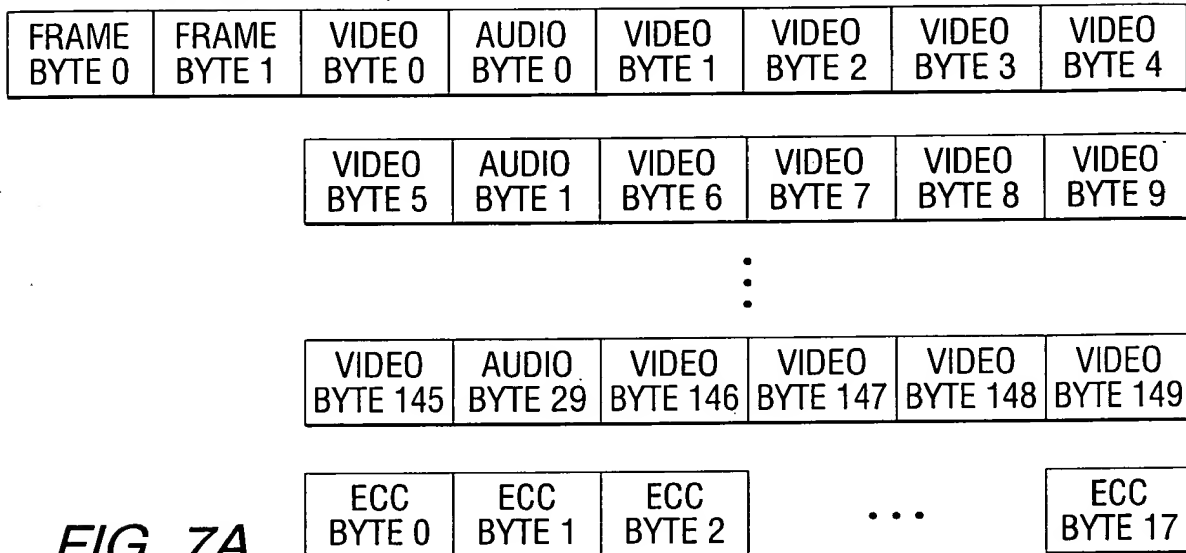 FRAME FRAME VIDEO AUDIO VIDEO VIDEO VIDEO VIDEO
BYTE 0 BYTE 1 BYTE 0 BYTE 0 BYTE 1 BYTE 2 BYTE 3 BYTE 4
VIDEO AUDIO VIDEO VIDEO VIDEO VIDEO
BYTE 5 BYTE 1 BYTE 6 BYTE 7 BYTE 8 BYTE 9
VIDEO AUDIO VIDEO VIDEO VIDEO VIDEO
BYTE 145 BYTE 29 BYTE 146 BYTE 147 BYTE 148 BYTE 149
ECC ECC ECC ... ECC
BYTE 0 BYTE 1 BYTE 2 BYTE 17
FIG. 7A